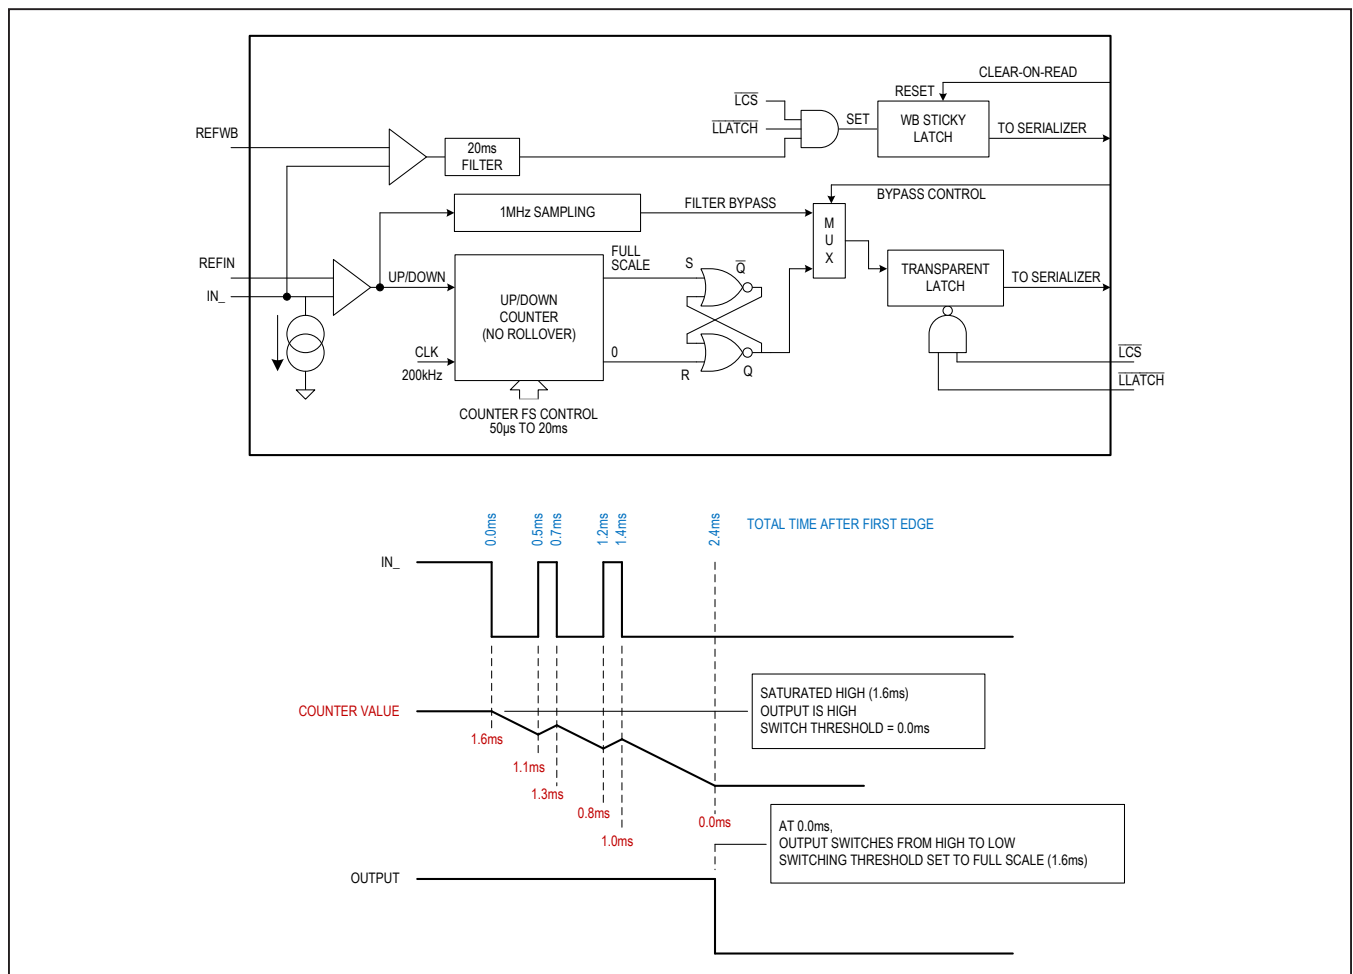 CLEAR-ON-READ
RESET
L̅C̅S̅
L̅L̅A̅T̅C̅H̅
SET
WB STICKY
LATCH
TO SERIALIZER
REFWB
20ms
FILTER
BYPASS CONTROL
1MHz SAMPLING
FILTER BYPASS
MUX
REFIN
IN_
UP/DOWN
FULL
SCALE
S
Q̅
UP/DOWN
COUNTER
(NO ROLLOVER)
TRANSPARENT
LATCH
TO SERIALIZER
CLK
200kHz
0
R
Q
L̅C̅S̅
L̅L̅A̅T̅C̅H̅
COUNTER FS CONTROL
50µs TO 20ms
0.0ms
0.5ms
0.7ms
1.2ms
1.4ms
2.4ms
TOTAL TIME AFTER FIRST EDGE
IN_
COUNTER VALUE
SATURATED HIGH (1.6ms)
OUTPUT IS HIGH
SWITCH THRESHOLD = 0.0ms
1.6ms
1.1ms
1.3ms
0.8ms
1.0ms
0.0ms
AT 0.0ms,
OUTPUT SWITCHES FROM HIGH TO LOW
SWITCHING THRESHOLD SET TO FULL SCALE (1.6ms)
OUTPUT